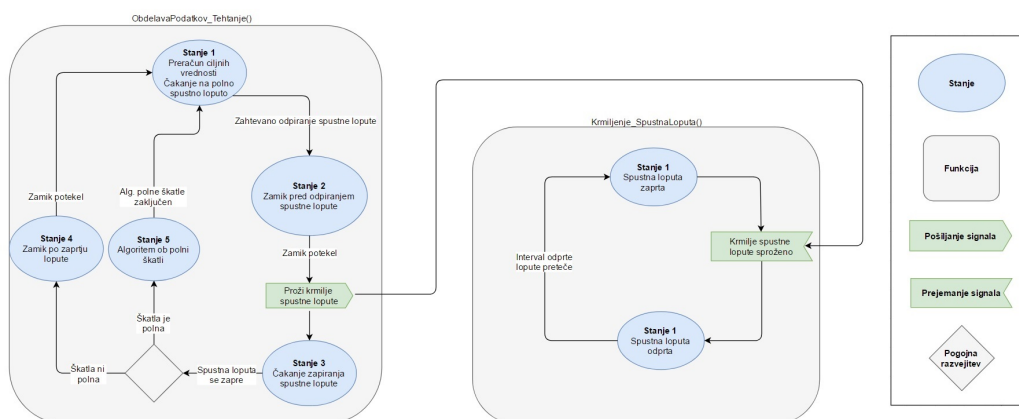 ObdelavaPodatkov_Tehtanje()
Stanje 1
Preračun ciljnih
vrednosti
Čakanje na polno
spustno loputo
Zahtevano odpiranje spustne lopute
Stanje 2
Zamik pred odpiranjem
spustne lopute
Zamik potekel
Proži krmilje
spustne lopute
Stanje 3
Čakanje zapiranja
spustne lopute
Spustna loputa
se zapre
Škatla je
polna
Škatla ni
polna
Stanje 4
Zamik po zaprtju
lopute
Zamik potekel
Stanje 5
Algoritem ob polni
škatli
Alg. polne škatle
zaključen
Krmiljenje_SpustnaLoputa()
Stanje 1
Spustna loputa
zaprta
Krmilje spustne
lopute sproženo
Interval odprte
lopute preteče
Stanje 1
Spustna loputa
odprta
Stanje
Funkcija
Pošiljanje signala
Prejemanje signala
Pogojna
razvejitev